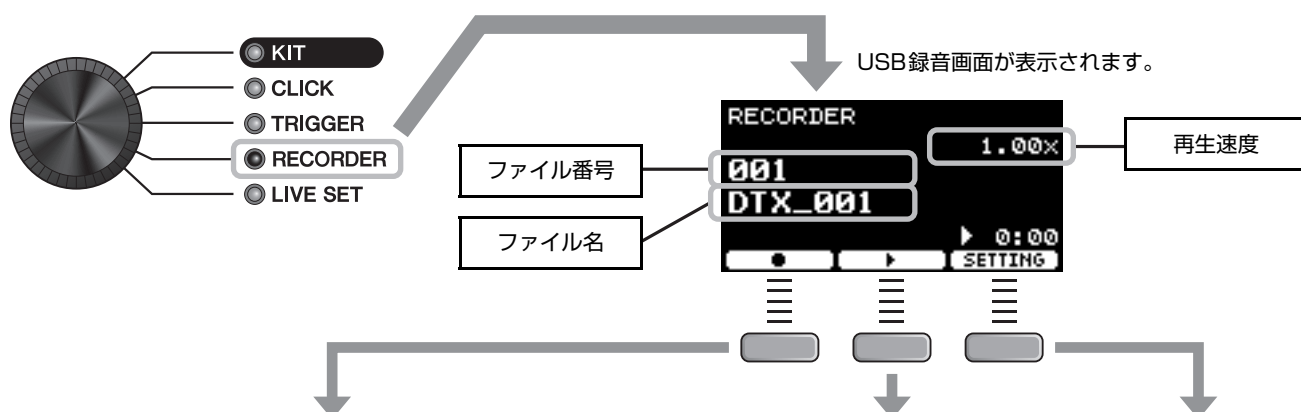 KIT
CLICK
TRIGGER
RECORDER
LIVE SET
USB録音画面が表示されます。
RECORDER
1.00x
001
DTX_001
0:00
SETTING
ファイル番号
ファイル名
再生速度